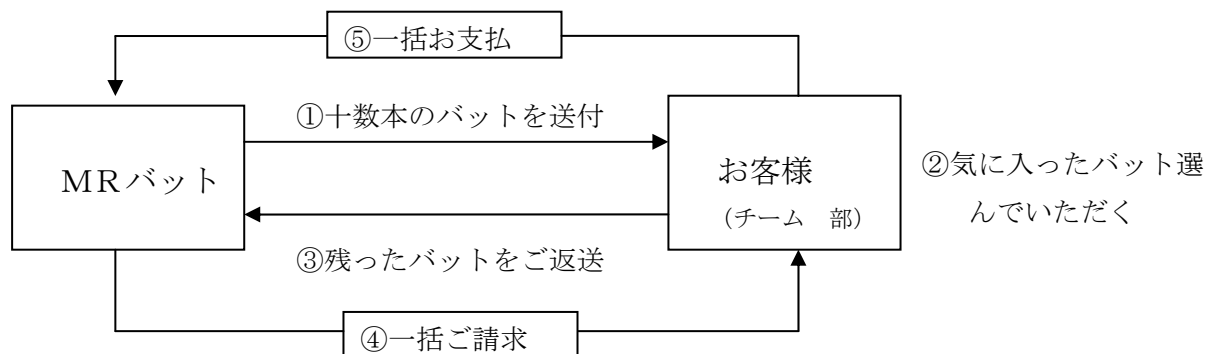 ⑤一括お支払
①十数本のバットを送付
MRバット
お客様
(チーム 部)
②気に入ったバット選
んでいただく
③残ったバットをご返送
④一括ご請求